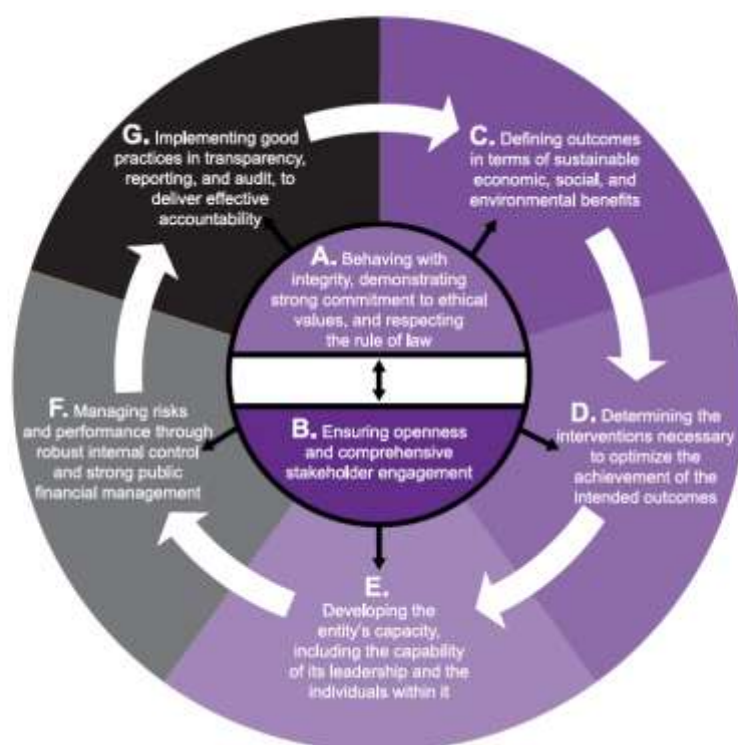 A. Behaving with
integrity, demonstrating
strong commitment to ethical
values, and respecting
the rule of law
B. Ensuring openness
and comprehensive
stakeholder engagement
C. Defining outcomes
in terms of sustainable
economic, social, and
environmental benefits
D. Determining the
interventions necessary
to optimize the
achievement of the
intended outcomes
E.
Developing the
entity's capacity,
including the capability
of its leadership and the
individuals within it
F. Managing risks
and performance through
robust internal control
and strong public
financial management
G. Implementing good
practices in transparency,
reporting, and audit, to
deliver effective
accountability